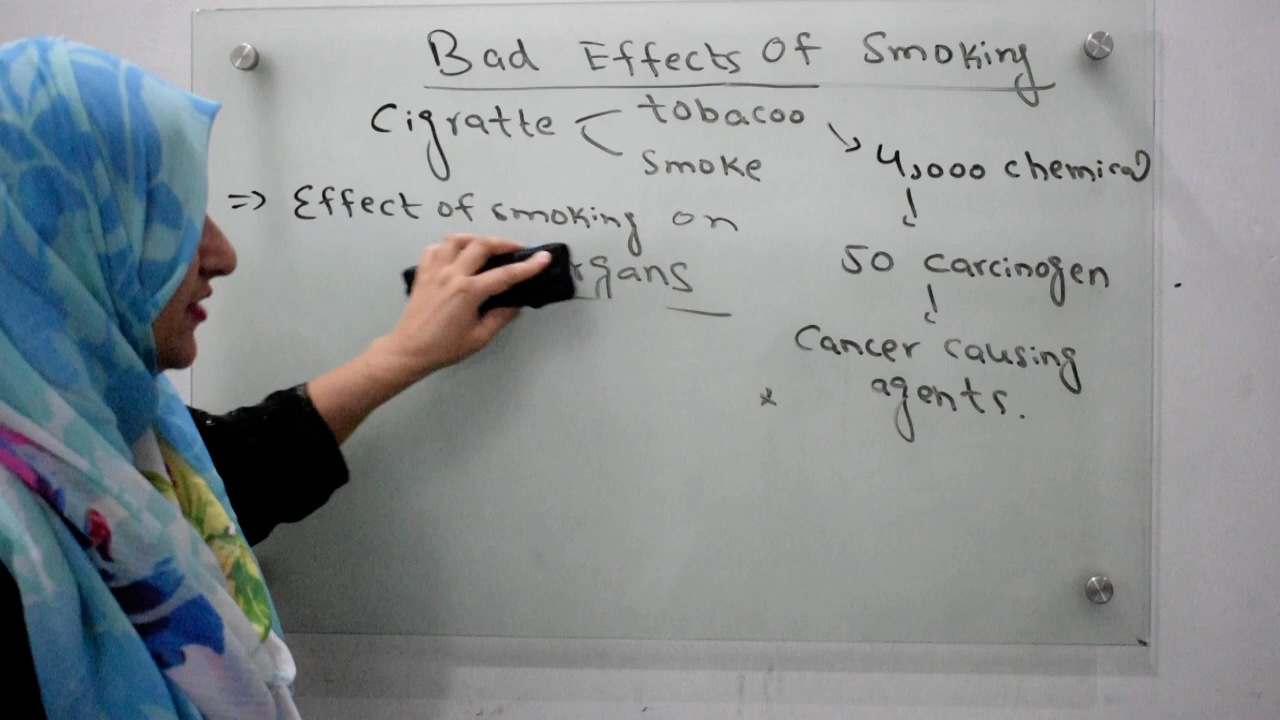 Bad Effects Of Smoking
Cigratte
tobacoo
Smoke
4,000 chemical
50 carcinogen
Cancer causing
agents.
=> Effect of smoking on